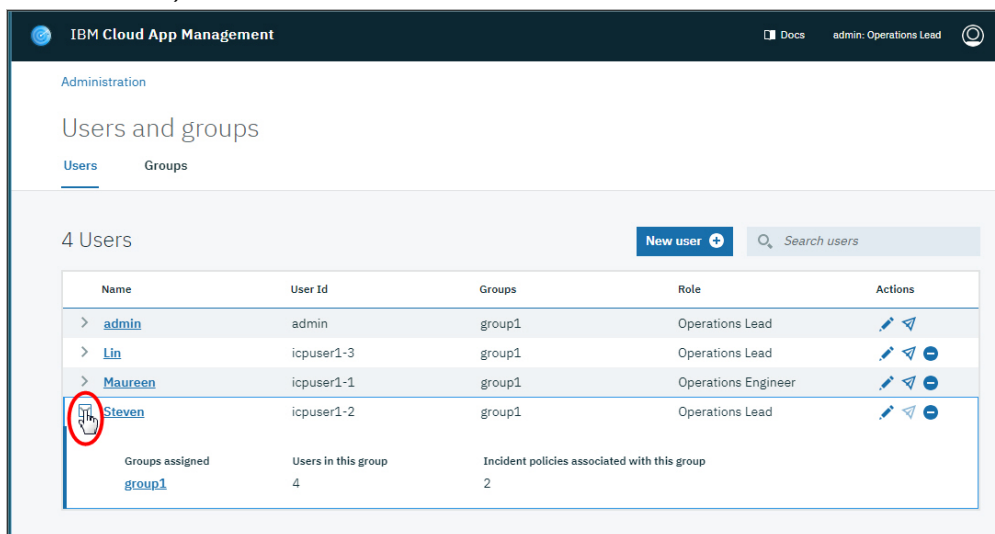 IBM Cloud App Management Docs admin: Operations Lead
Administration
Users and groups
Users Groups
4 Users New user Search users
Name User Id Groups Role Actions
admin admin group1 Operations Lead
Lin icpuser1-3 group1 Operations Lead
Maureen icpuser1-1 group1 Operations Engineer
Steven icpuser1-2 group1 Operations Lead
Groups assigned Users in this group Incident policies associated with this group
group1 4 2